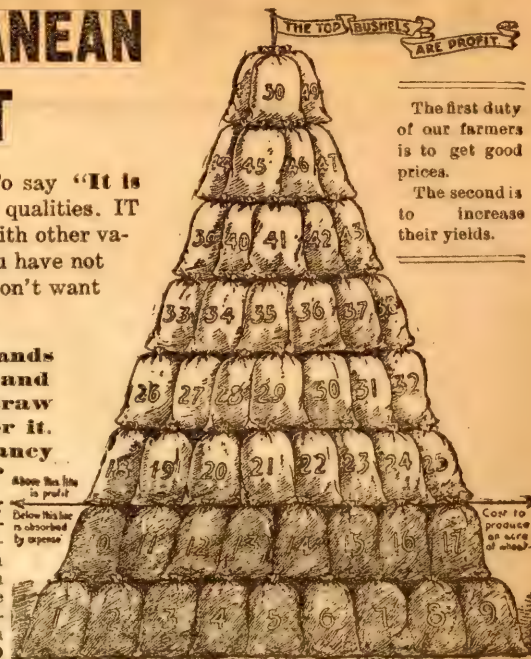 NEAN
T
THE TOP BUSHELS
ARE PROFIT
o say “It is
qualities. IT
ith other va-
u have not
on't want
ands
and
raw
r it.
ancy
The first duty
of our farmers
is to get good
prices.
The second is
to increase
their yields.
50 49
45 46 47
39 40 41 42 43
33 34 35 36 37 38
26 27 28 29 30 31 32
18 19 20 21 22 23 24 25
Above this line
is profit
Below this line
is absorbed
by expense
Cost to
produce
an acre
of wheat
11 12 13 14 15 16 17
1 2 3 4 5 6 7 8 9